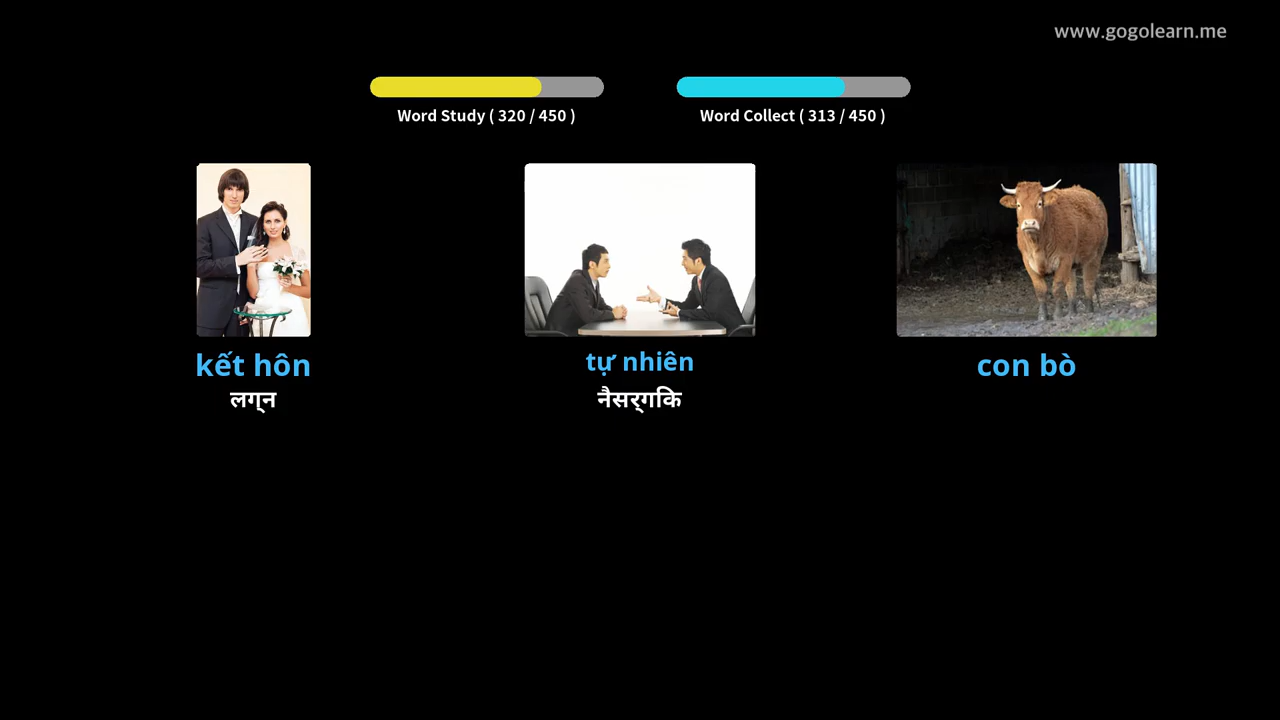 www.gogolearn.me
Word Study ( 320 / 450 )
Word Collect ( 313 / 450 )
kết hôn
लग्न
tự nhiên
नैसर्गिक
con bò